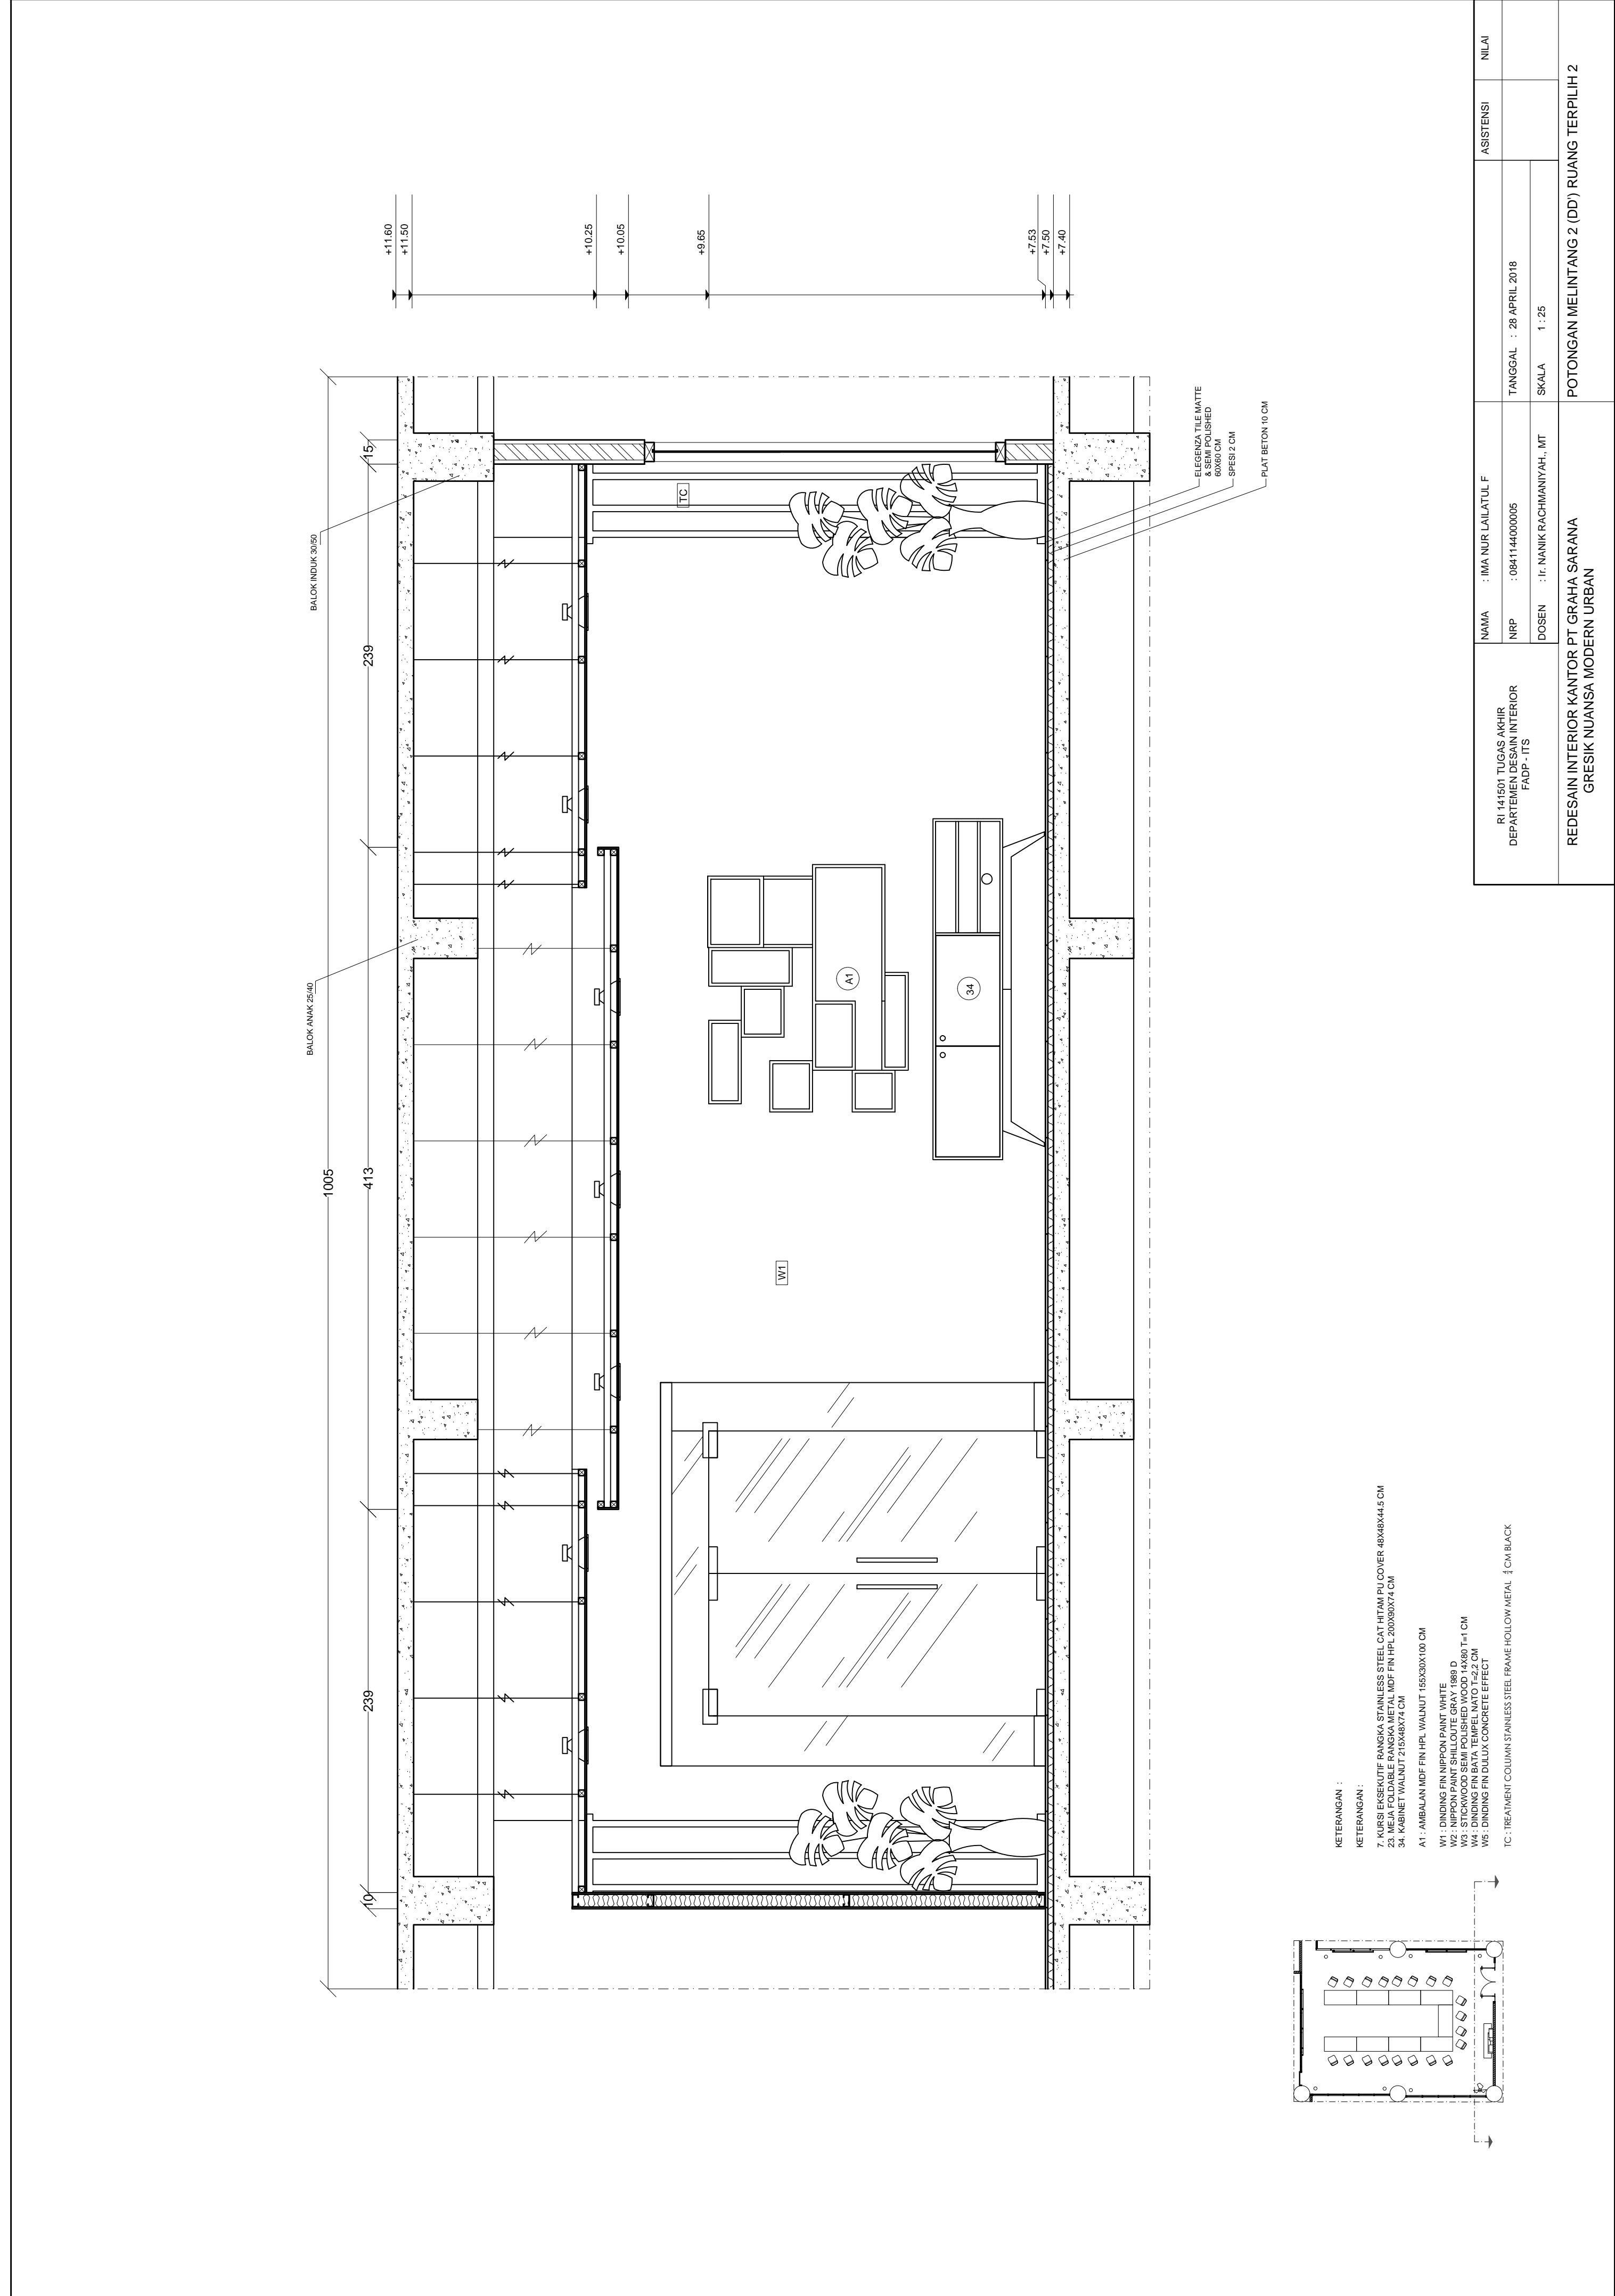 1005
10
239
413
239
15
BALOK ANAK 25/40
BALOK INDUK 30/50
+11.60
+11.50
+10.25
+10.05
+9.65
+7.53
+7.50
+7.40
TC
W1
A1
34
ELEGENZA TILE MATTE
& SEMI POLISHED
60X60 CM
SPESI 2 CM
PLAT BETON 10 CM
KETERANGAN :
KETERANGAN :
7. KURSI EKSEKUTIF RANGKA STAINLESS STEEL CAT HITAM PU COVER 48X48X44.5 CM
23. MEJA FOLDABLE RANGKA METAL MDF FIN HPL 200X90X74 CM
34. KABINET WALNUT 215X48X74 CM
A1 : AMBALAN MDF FIN HPL WALNUT 155X30X100 CM
W1 : DINDING FIN NIPPON PAINT WHITE
W2 : NIPPON PAINT SHILLOUTE GRAY 1989 D
W3 : STICKWOOD SEMI POLISHED WOOD 14X80 T=1 CM
W4 : DINDING FIN BATA TEMPEL NATO T=2,2 CM
W5 : DINDING FIN DULUX CONCRETE EFFECT
TC : TREATMENT COLUMN STAINLESS STEEL FRAME HOLLOW METAL CM BLACK
RI 141501 TUGAS AKHIR
DEPARTEMEN DESAIN INTERIOR
FADP - ITS
NAMA : IMA NUR LAILATUL F
NRP : 0841144000005
DOSEN : Ir. NANIK RACHMANIYAH., MT
TANGGAL : 28 APRIL 2018
SKALA 1 : 25
ASISTENSI
NILAI
REDESAIN INTERIOR KANTOR PT GRAHA SARANA
GRESIK NUANSA MODERN URBAN
POTONGAN MELINTANG 2 (DD') RUANG TERPILIH 2